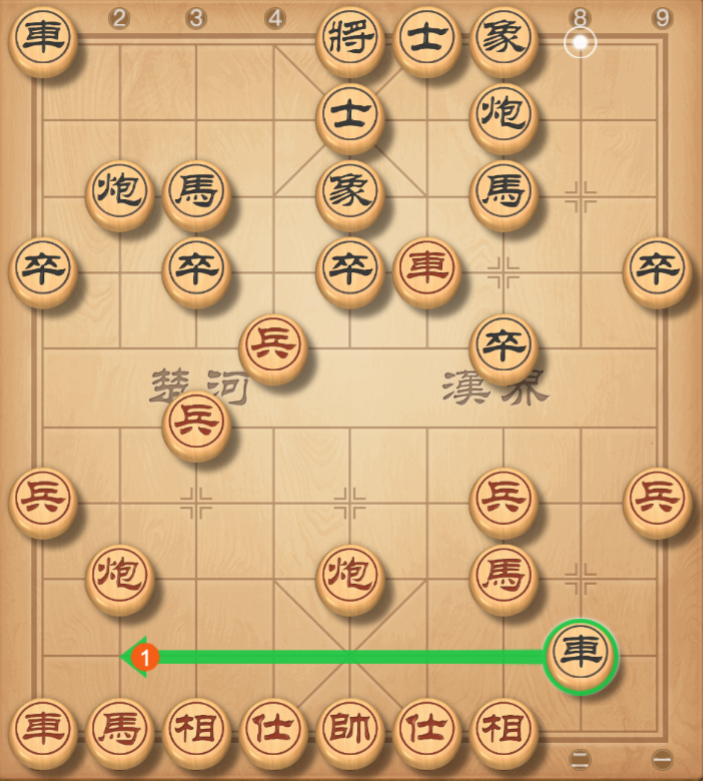 2 3 4 8 9
車 將 士 象
士 炮
炮 馬 象 馬
卒 卒 卒 車 卒
兵 卒
楚河 漢界
兵
兵 兵 兵
炮 炮 馬
1 車
車 馬 相 仕 帥 仕 相
二 一